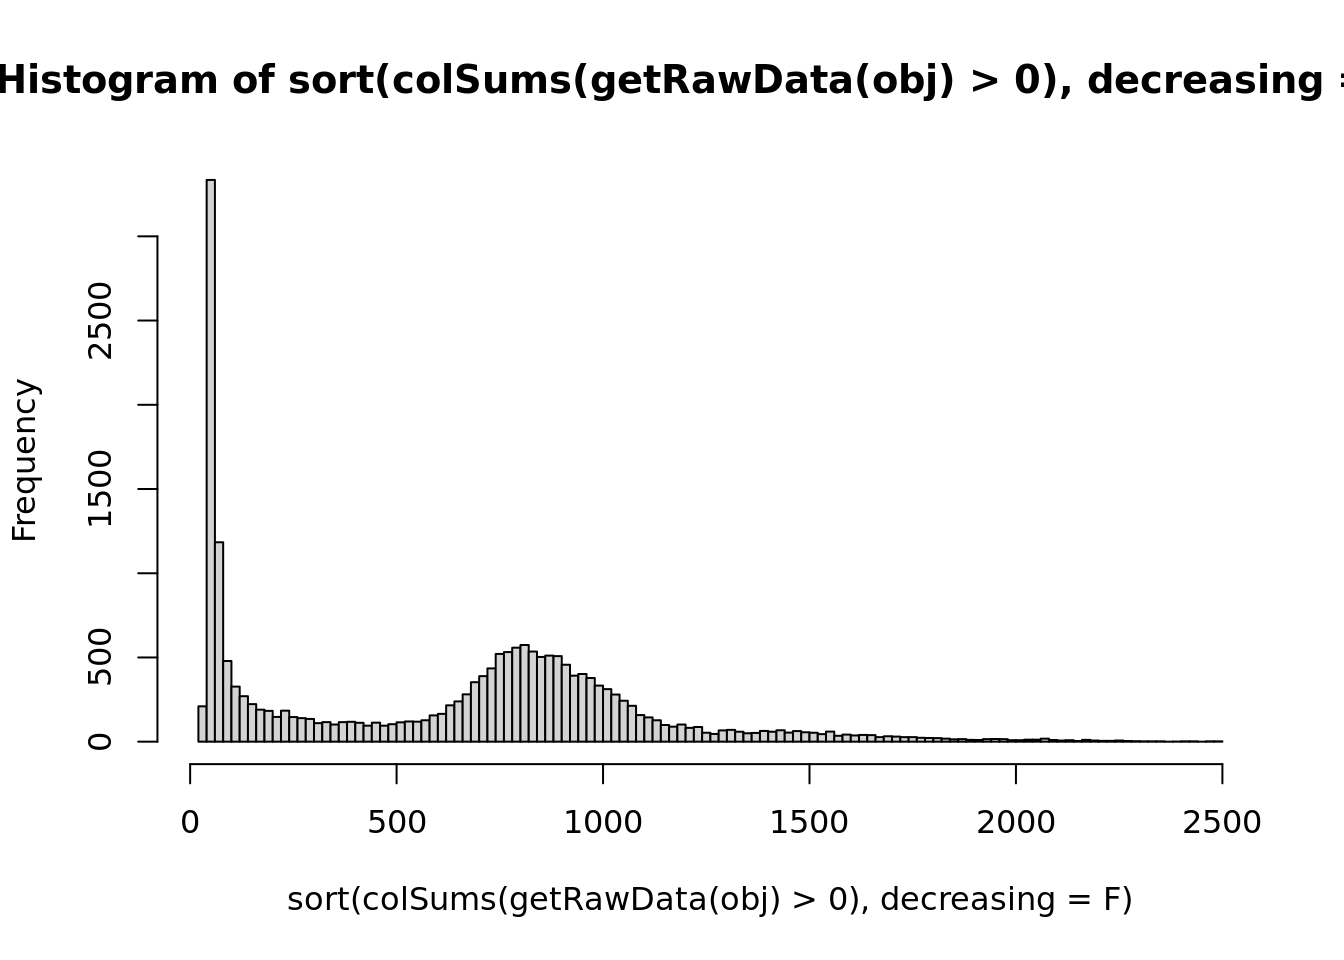 Histogram of sort(colSums(getRawData(obj) > 0), decreasing =
Frequency
2500
1500
500
0
0 500 1000 1500 2000 2500
sort(colSums(getRawData(obj) > 0), decreasing = F)